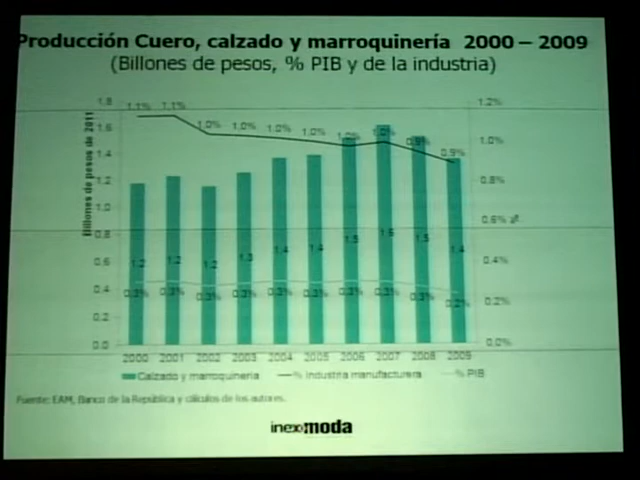 Producción Cuero, calzado y marroquinería 2000 – 2009
(Billones de pesos, % PIB y de la industria)
Billones de pesos de 2011
1.8
1.6
1.4
1.2
1.0
0.8
0.6
0.4
0.2
0.0
1.2%
1.0%
0.8%
0.6%
0.4%
0.2%
0.0%
1.1% 1.1% 1.0% 1.0% 1.0% 1.0% 1.0% 1.0% 0.9% 0.9%
1.2 1.2 1.2 1.3 1.4 1.4 1.5 1.6 1.5 1.4
0.3% 0.3% 0.3% 0.3% 0.3% 0.3% 0.3% 0.3% 0.3% 0.2%
2000 2001 2002 2003 2004 2005 2006 2007 2008 2009
Calzado y marroquineria % Industria manufacturera % PIB
Fuente: EAM, Banco de la República y cálculos de los autores.
inexmoda